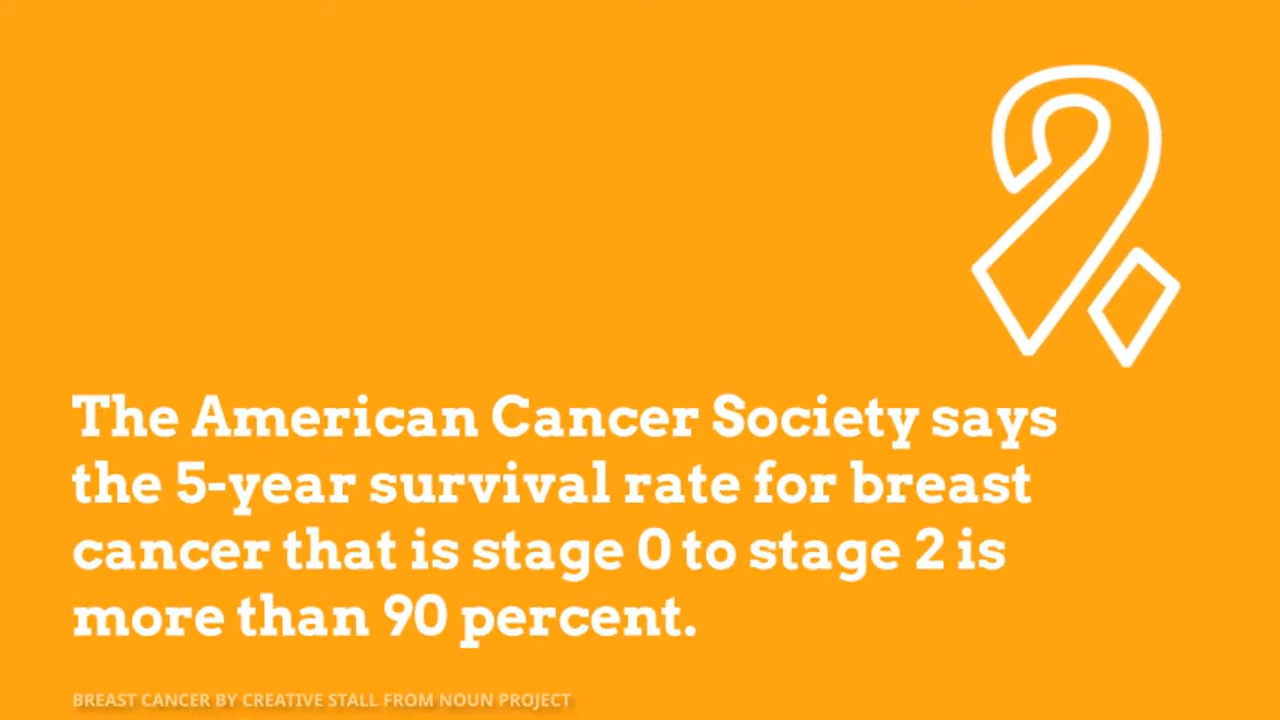 The American Cancer Society says
the 5-year survival rate for breast
cancer that is stage 0 to stage 2 is
more than 90 percent.
BREAST CANCER BY CREATIVE STALL FROM NOUN PROJECT